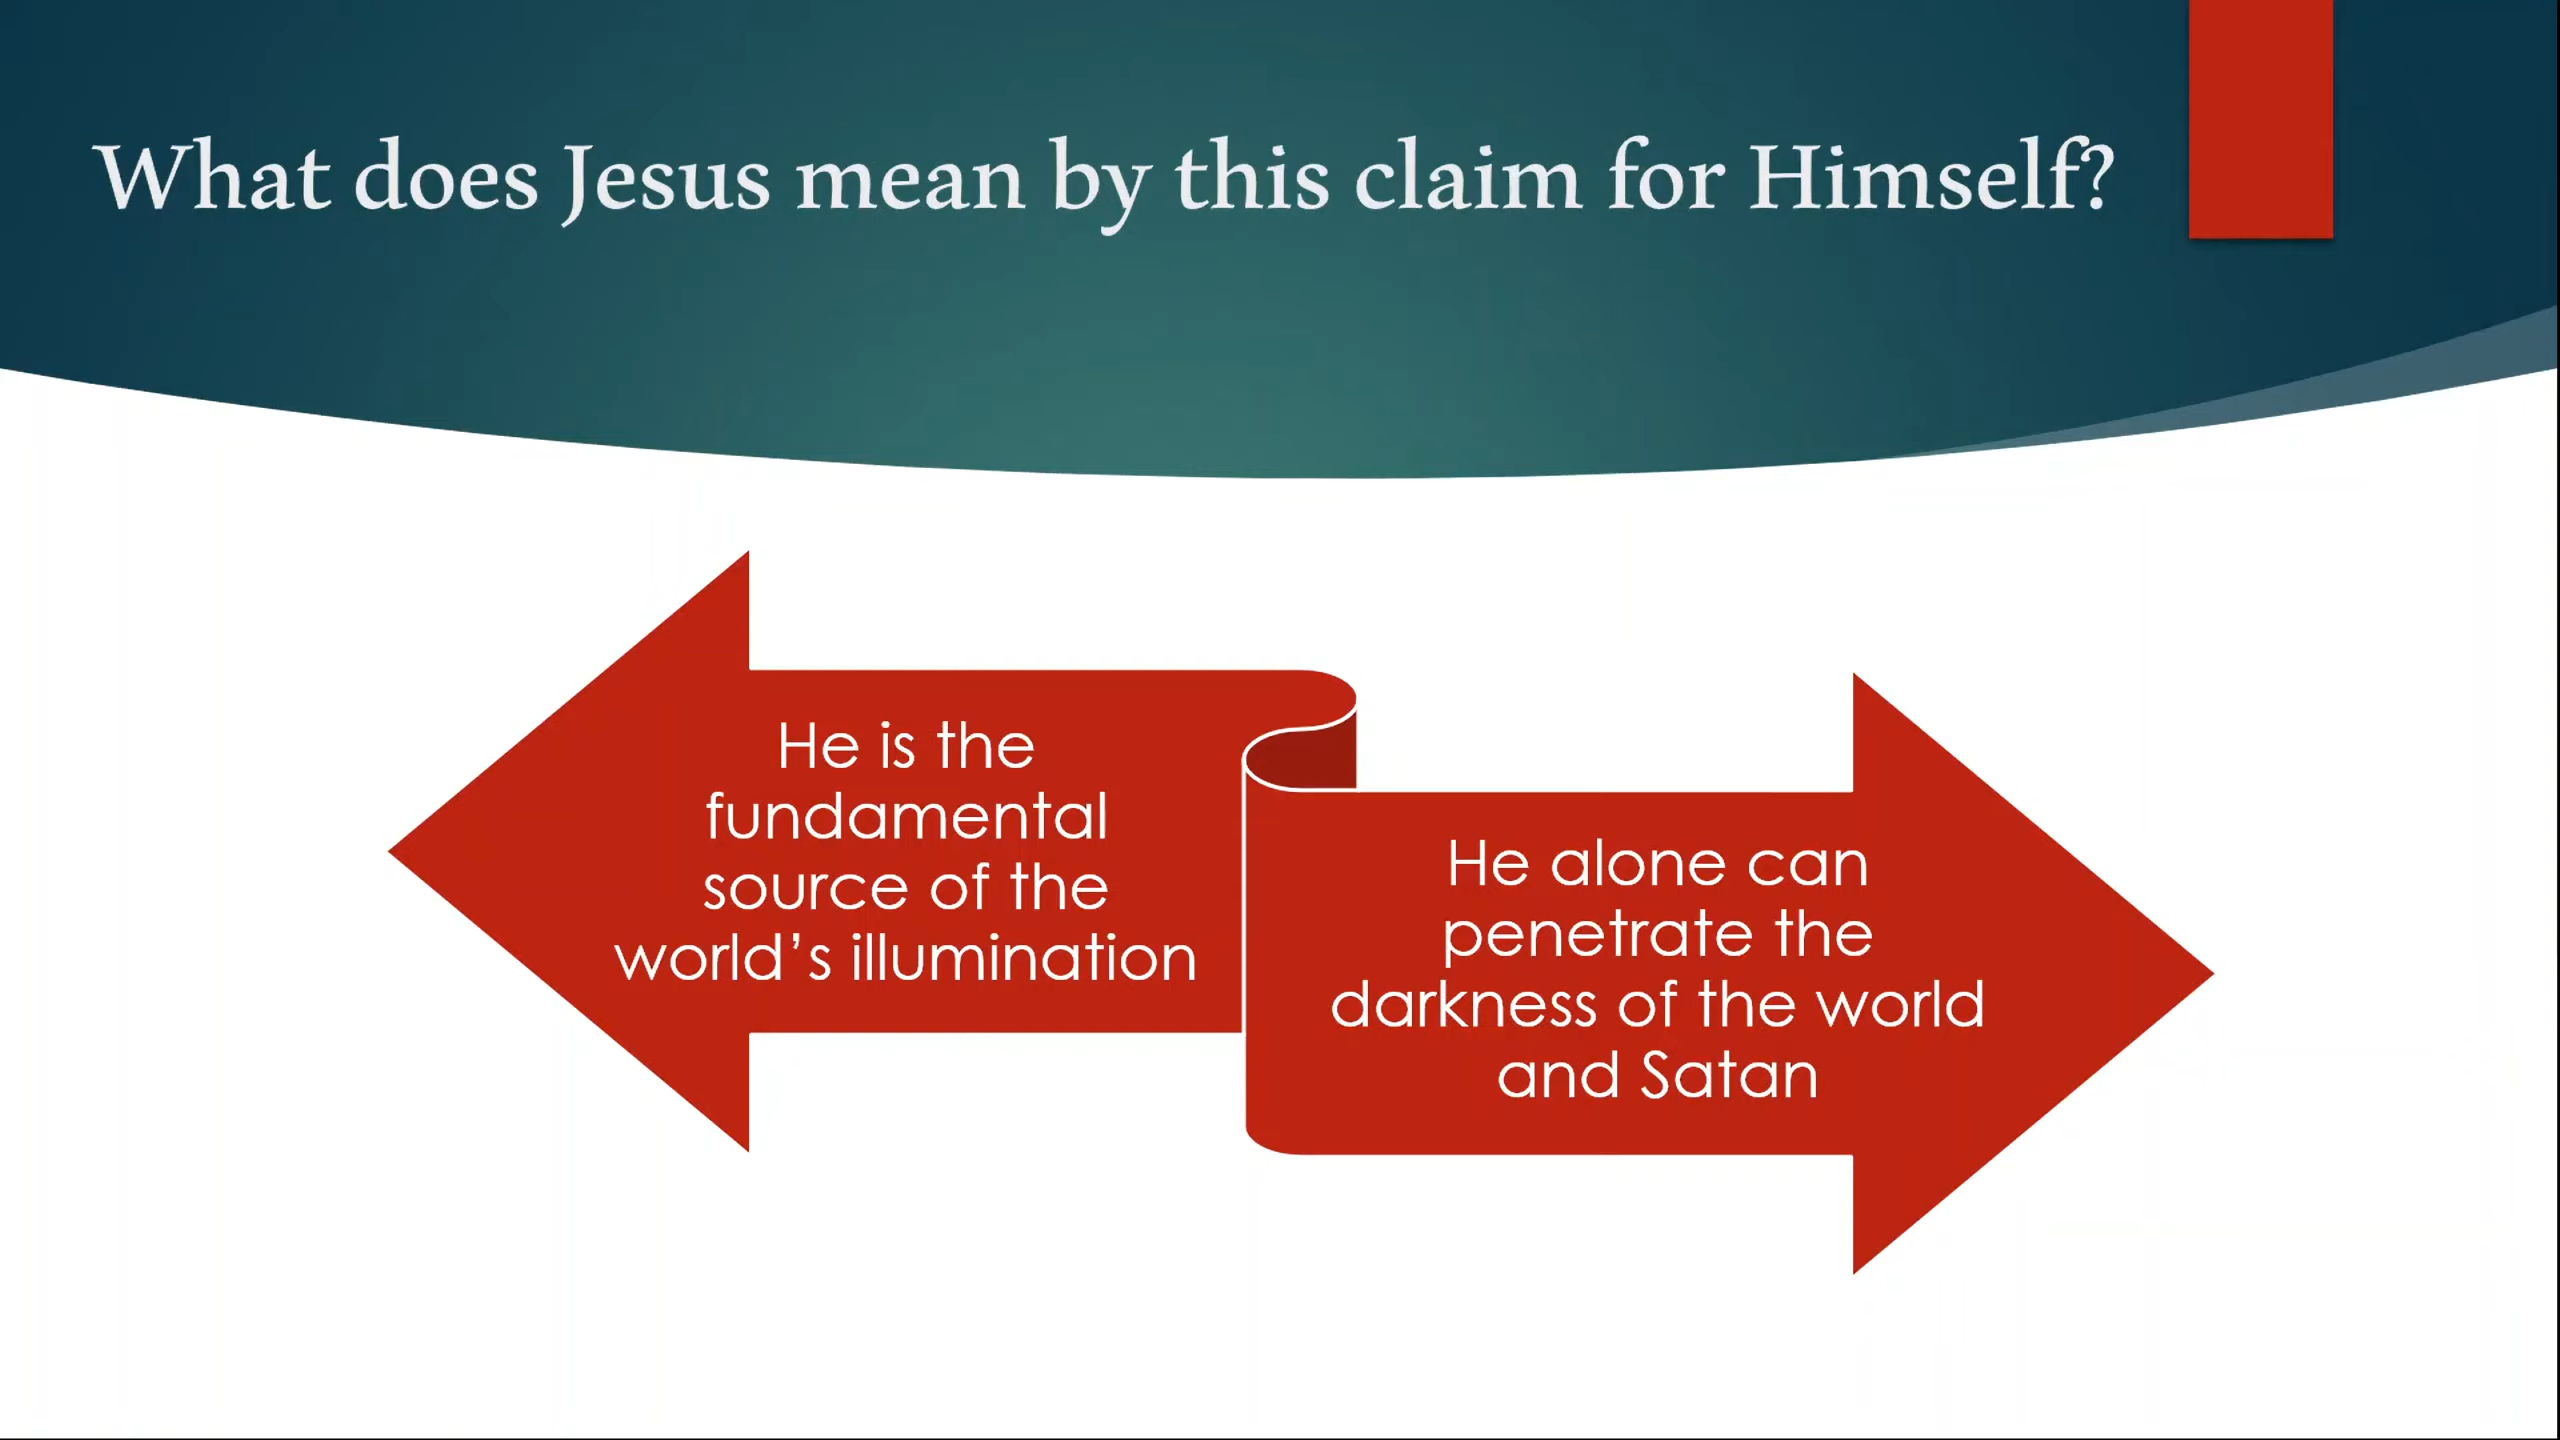 What does Jesus mean by this claim for Himself?
He is the
fundamental
source of the
world’s illumination
He alone can
penetrate the
darkness of the world
and Satan